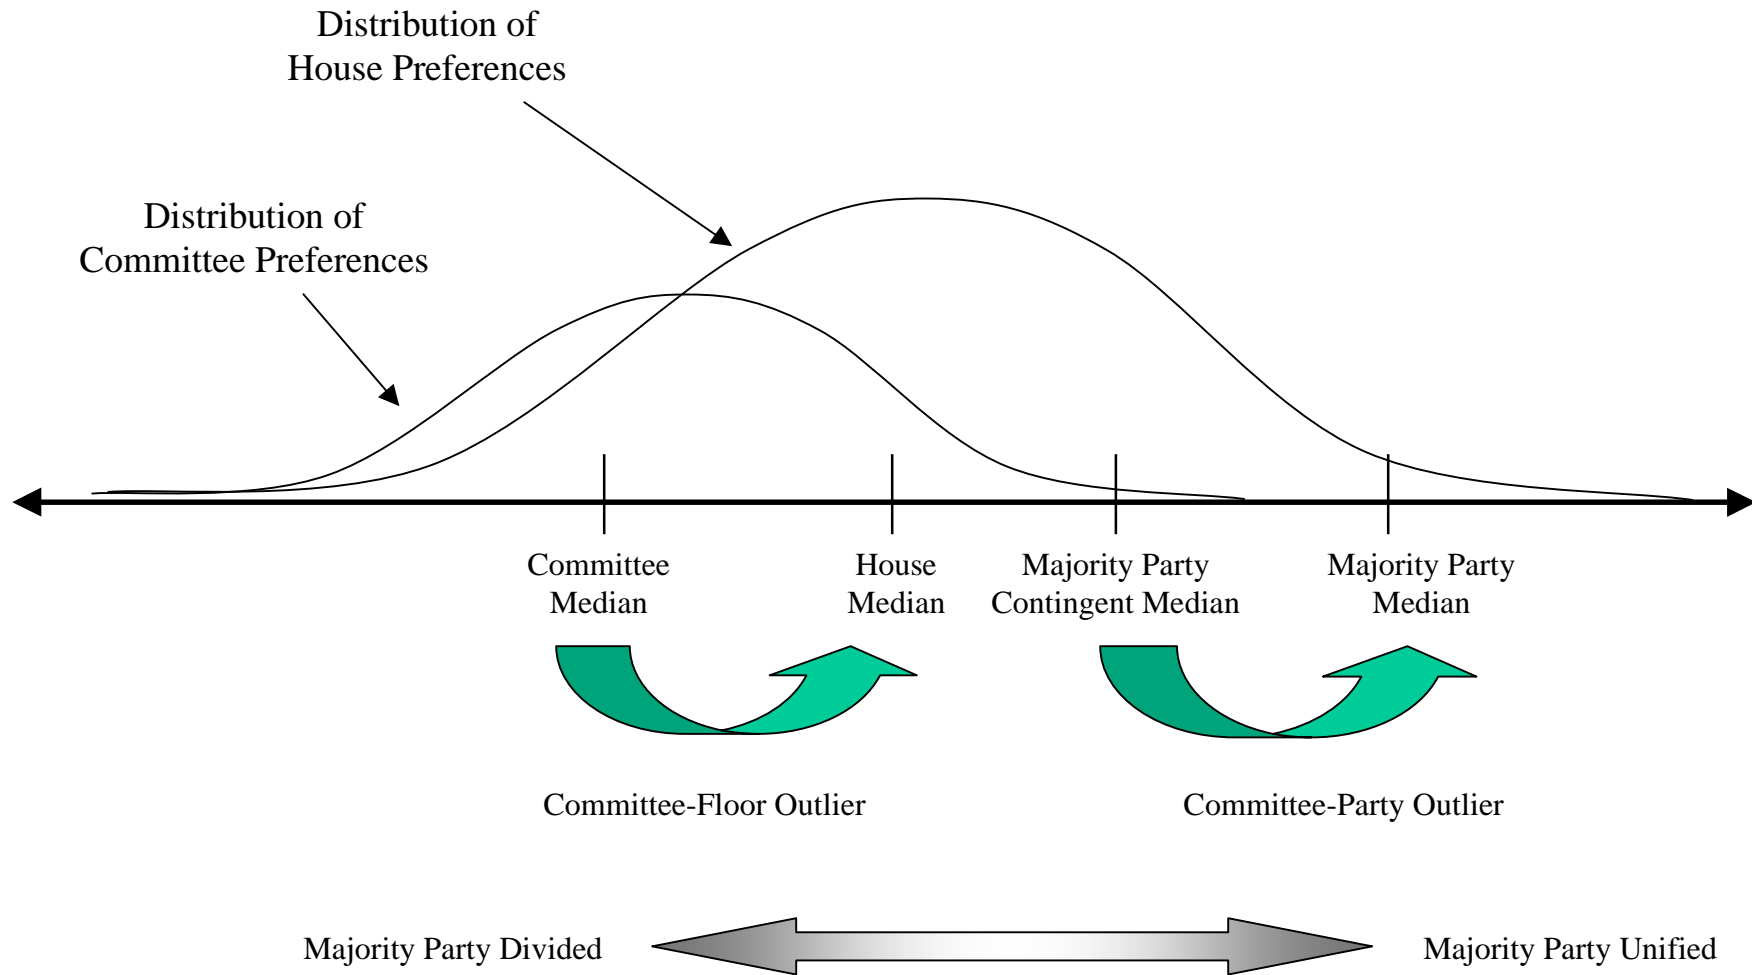 Distribution of
House Preferences
Distribution of
Committee Preferences
Committee
Median
House
Median
Majority Party
Contingent Median
Majority Party
Median
Committee-Floor Outlier
Committee-Party Outlier
Majority Party Divided
Majority Party Unified